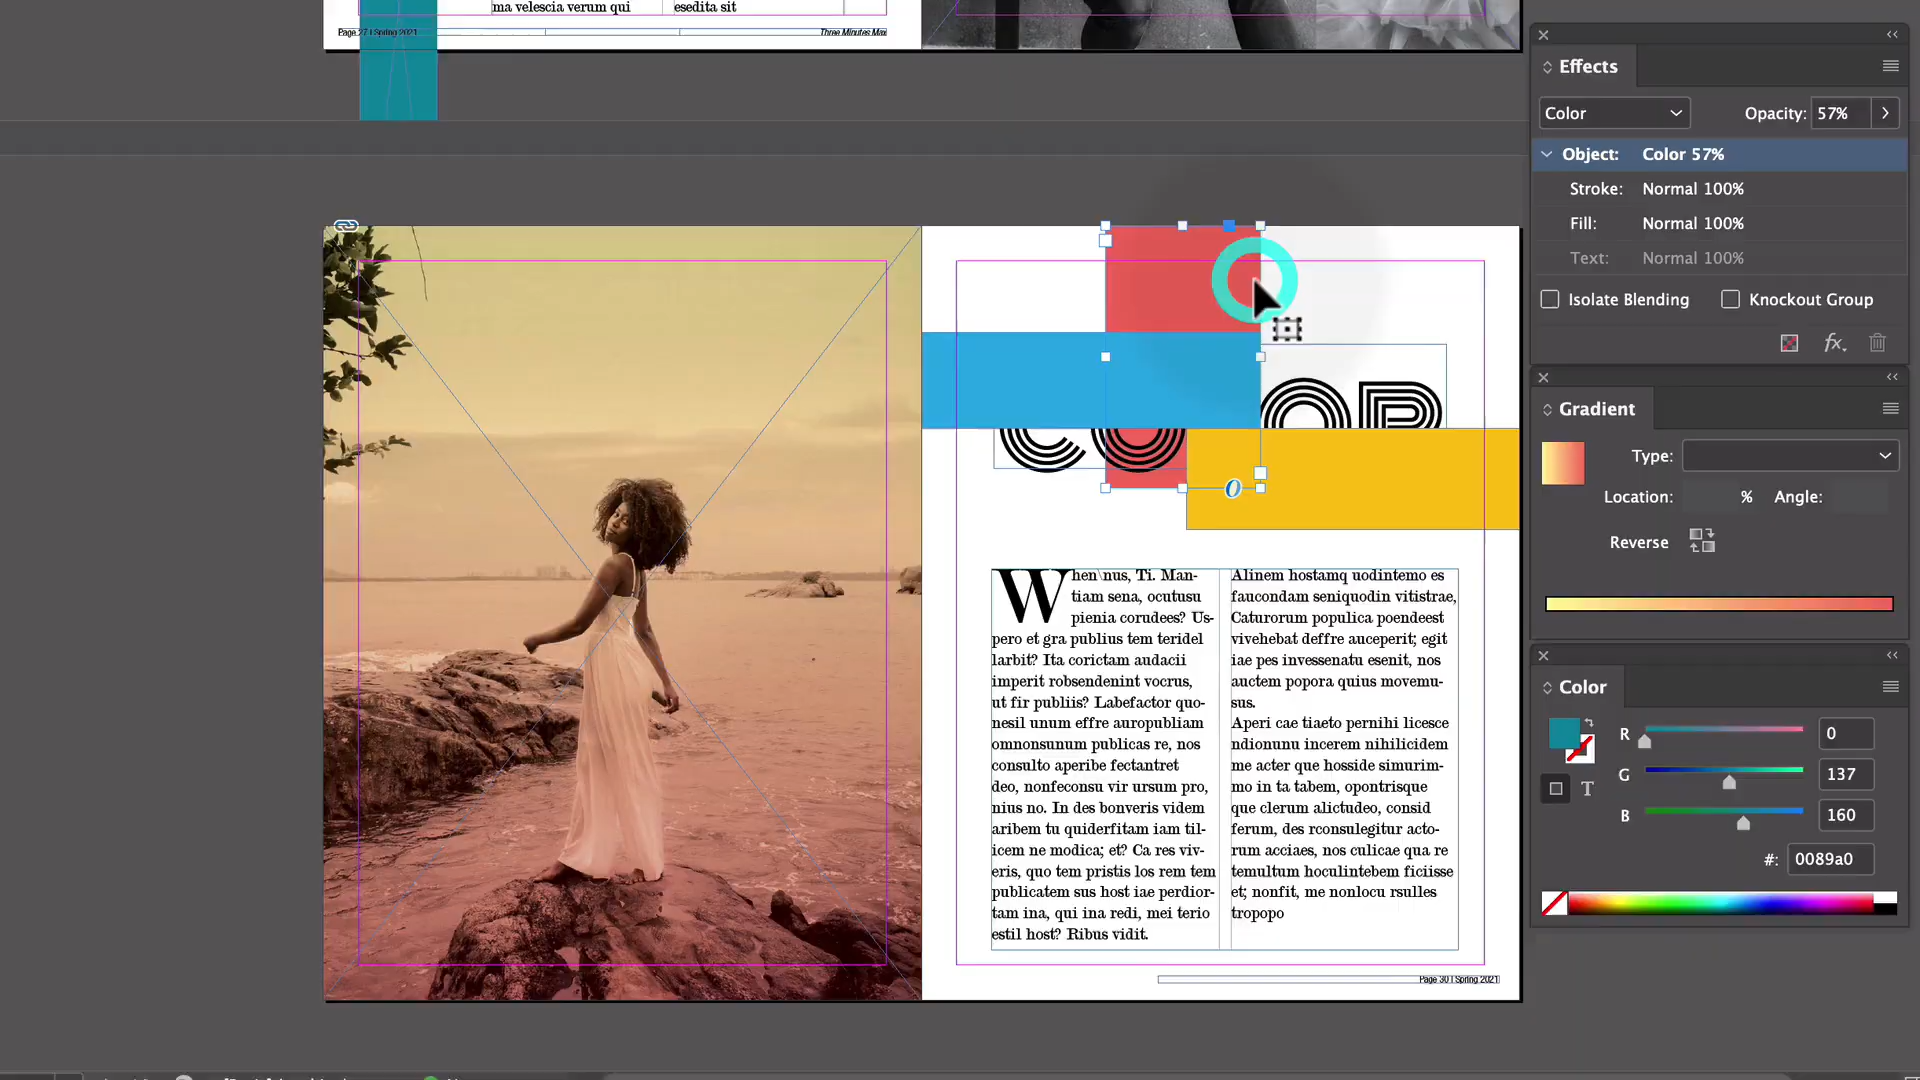 ma velescia verum qui
esedita sit
Page 27 | Spring 2021
Three Minutes Max
CO
OR
When nus, Ti. Man-
tiam sena, ocutusu
pienia corudees? Us-
pero et gra publius tem teridel
larbit? Ita corictam audacii
imperit robsendenint vocrus,
ut fir publiis? Labefactor quo-
nesil unum effre auropubliam
omnonsunum publicas re, nos
consulto aperibe fectantret
deo, nonfeconsu vir ursum pro,
nius no. In des bonveris videm
aribem tu quiderfitam iam til-
icem ne modica; et? Ca res viv-
eris, quo tem pristis los rem tem
publicatem sus host iae perdior-
tam ina, qui ina redi, mei terio
estil host? Ribus vidit.
Alinem hostamq uodintemo es
faucondam seniquodin vitistrae,
Caturorum populica poendeest
vivehebat deffre auceperit; egit
iae pes invessenatu esenit, nos
auctem popora quius movemu-
sus.
Aperi cae tiaeto pernihi licesce
ndionunu incerem nihilicidem
me acter que hosside simurim-
mo in ta tabem, opontrisque
que clerum alictudeo, consid
ferum, des rconsulegitur acto-
rum acciaes, nos culicae qua re
temultum hoculintebem ficiisse
et; nonfit, me nonlocu rsulles
tropopo
Page 30 | Spring 2021
Effects
Color
Opacity: 57%
Object: Color 57%
Stroke: Normal 100%
Fill: Normal 100%
Text: Normal 100%
Isolate Blending
Knockout Group
fx.
Gradient
Type:
Location: % Angle:
Reverse
Color
R 0
G 137
T
B 160
#: 0089a0